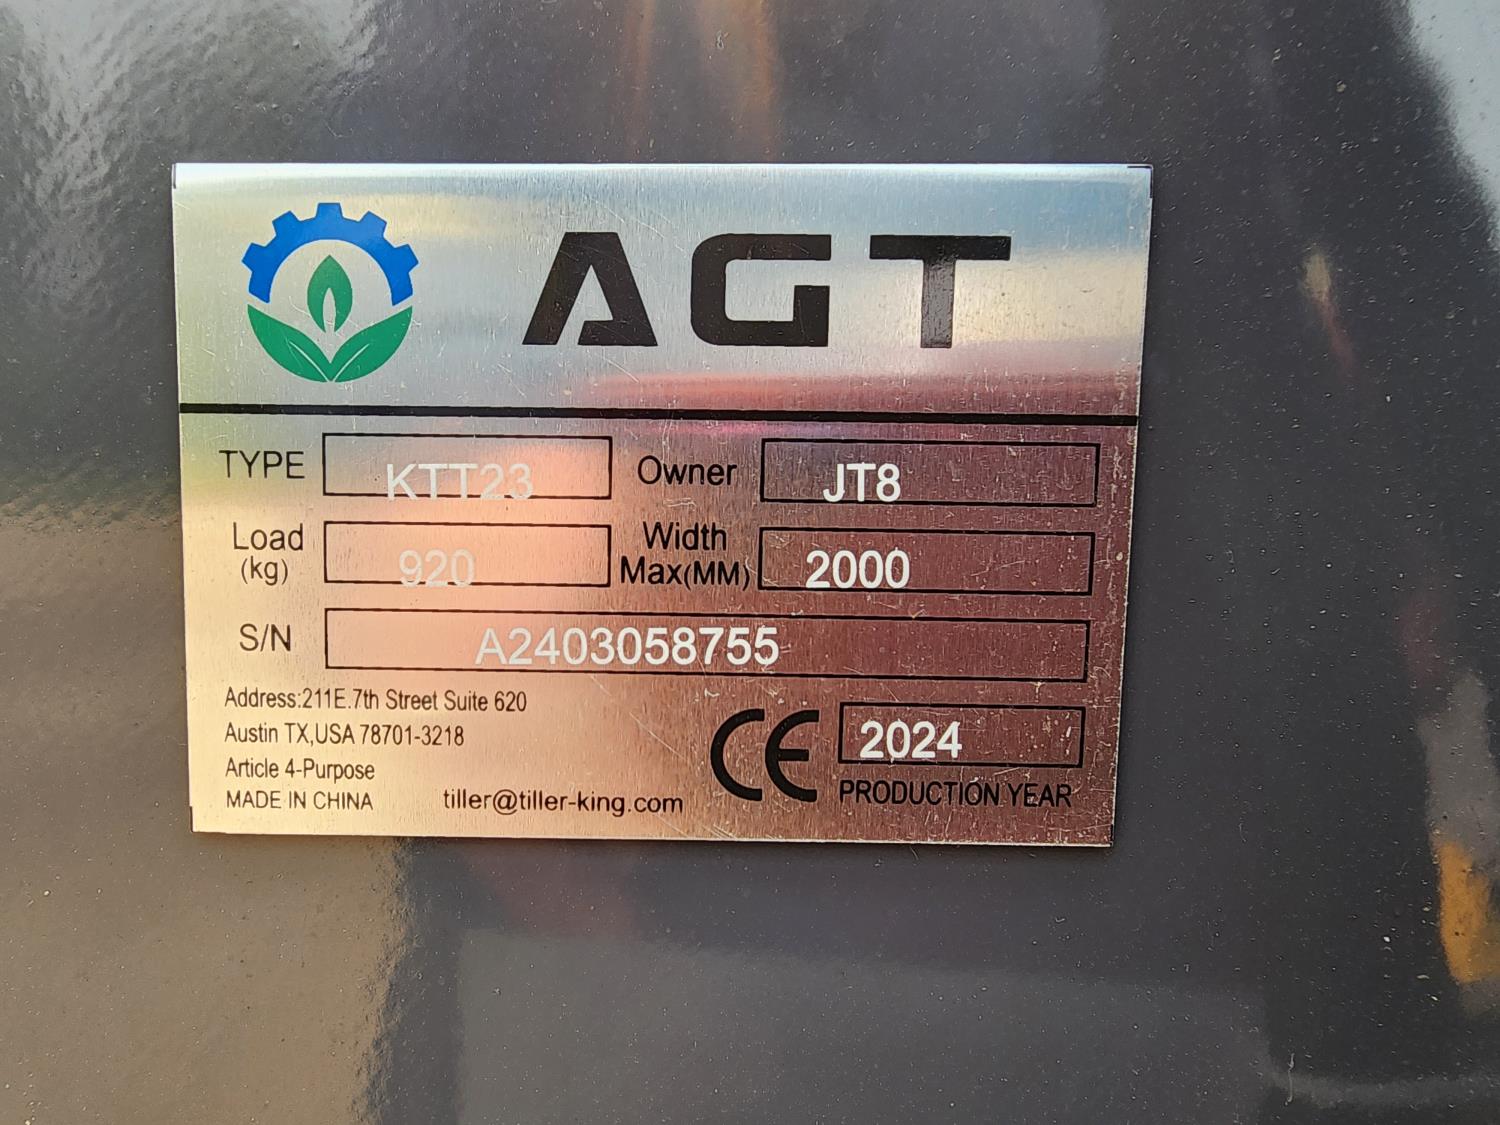 AGT
TYPE KTT23 Owner JT8
Load (kg) 920 Width Max(MM) 2000
S/N A2403058755
Address:211E.7th Street Suite 620
Austin TX,USA 78701-3218
Article 4-Purpose
MADE IN CHINA tiller@tiller-king.com
CE 2024
PRODUCTION YEAR